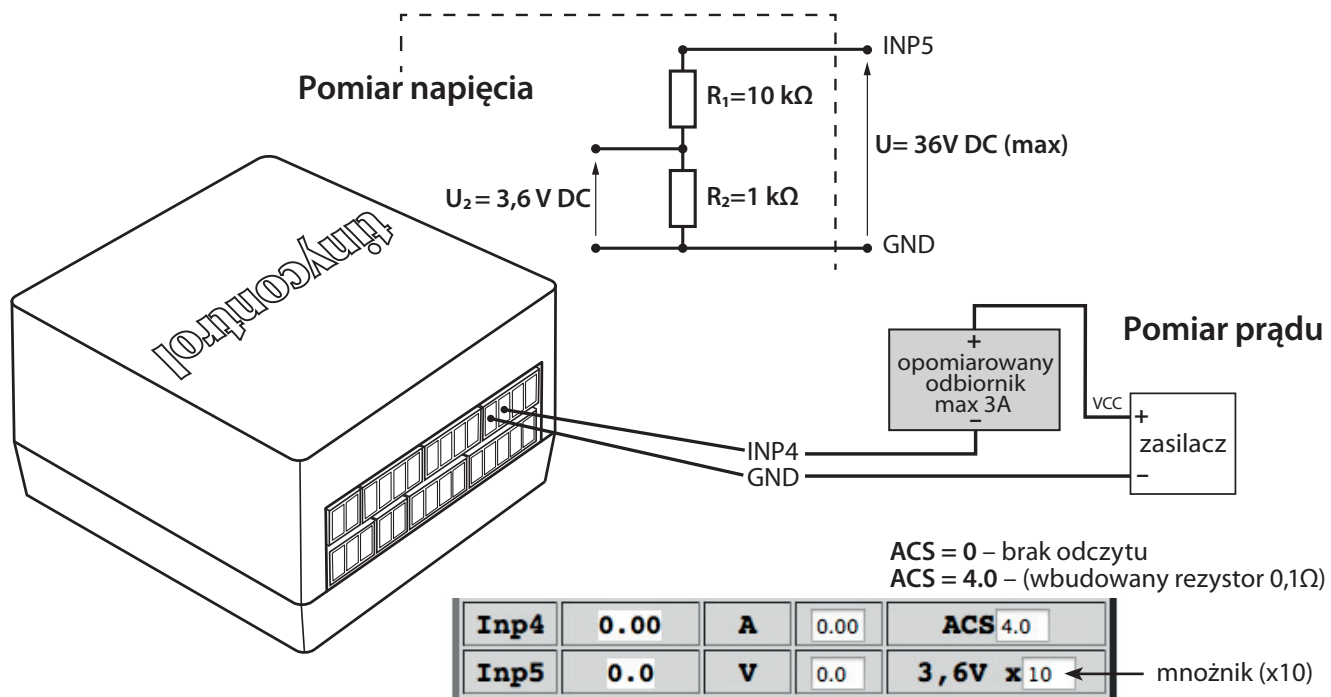 INP5
Pomiar napięcia
R₁=10 kΩ
U= 36V DC (max)
U₂ = 3,6 V DC
R₂=1 kΩ
GND
tinycontrol
Pomiar prądu
+
opomiarowany
odbiornik
max 3A
–
VCC
+
zasilacz
–
INP4
GND
ACS = 0 – brak odczytu
ACS = 4.0 – (wbudowany rezystor 0,1Ω)
Inp4 0.00 A 0.00 ACS 4.0
Inp5 0.0 V 0.0 3,6V x 10 mnożnik (x10)